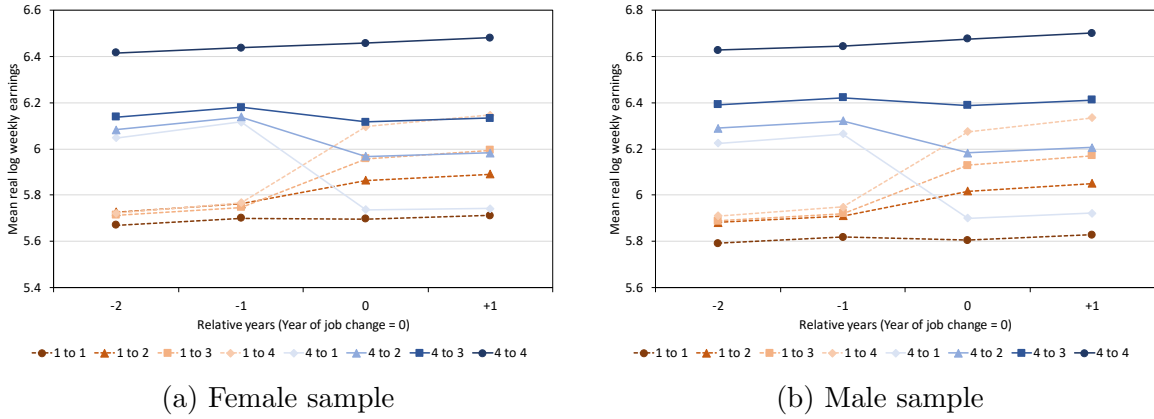 6.6
6.4
6.2
6
5.8
5.6
5.4
Mean real log weekly earnings
-2
-1
0
+1
Relative years (Year of job change = 0)
1 to 1
1 to 2
1 to 3
1 to 4
4 to 1
4 to 2
4 to 3
4 to 4
(a) Female sample
6.8
6.6
6.4
6.2
6
5.8
5.6
Mean real log weekly earnings
-2
-1
0
+1
Relative years (Year of job change = 0)
1 to 1
1 to 2
1 to 3
1 to 4
4 to 1
4 to 2
4 to 3
4 to 4
(b) Male sample